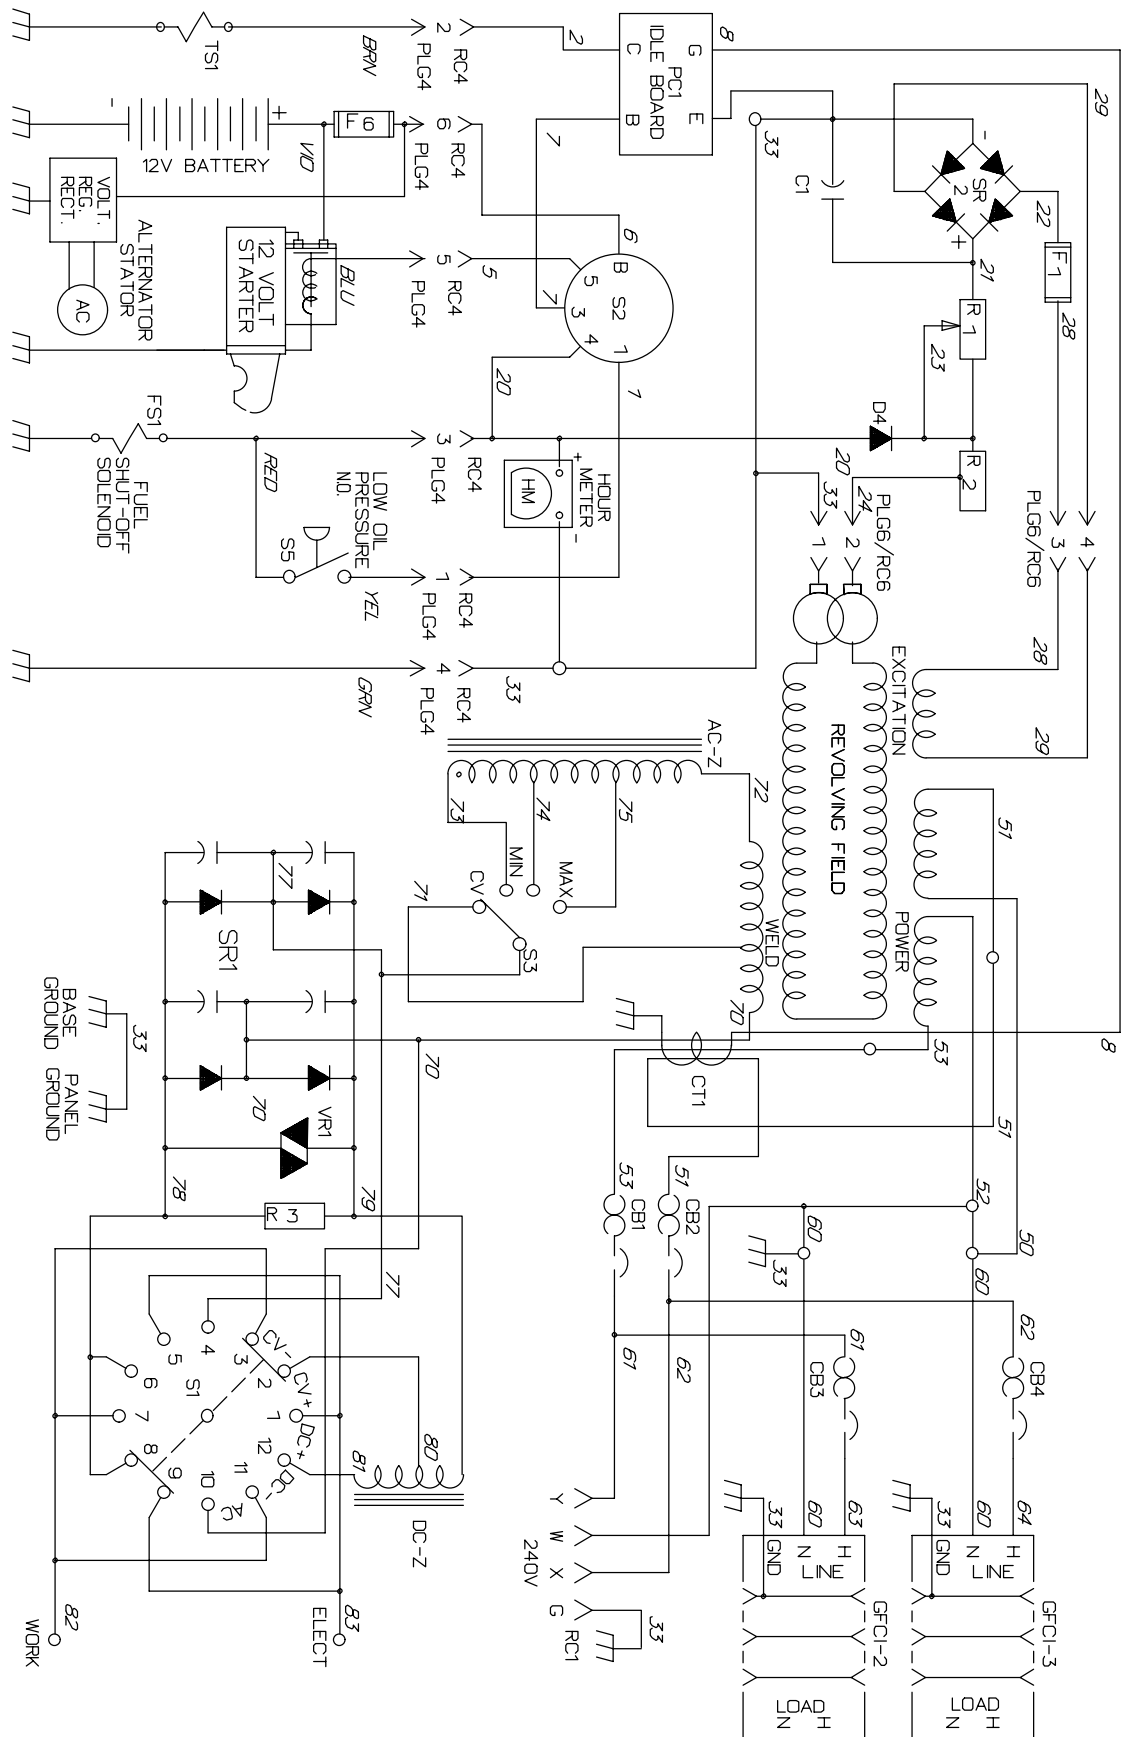 TS1
BRN
2
PLG4
RC4
2
C
G
PC1
IDLE BOARD
B
E
8
29
12V BATTERY
-
+
F 6
VIO
6
PLG4
RC4
7
33
C1
-
SR
2
+
22
F 1
28
21
VOLT.
REG.
RECT.
ALTERNATOR
STATOR
AC
12 VOLT
STARTER
BLU
5
PLG4
RC4
5
6
B
5
S2
3
4
1
7
20
1
R 1
23
D4
20
R 2
24
33
PLG6/RC6
1
2
PLG6/RC6
3
4
FS1
FUEL
SHUT-OFF
SOLENOID
RED
3
PLG4
RC4
HOUR
METER
+
-
HM
LOW OIL
PRESSURE
N.O.
S5
YEL
1
PLG4
RC4
GRN
4
PLG4
RC4
33
EXCITATION
28
29
REVOLVING FIELD
AC-Z
72
73
74
75
MIN
MAX
CV
71
S3
WELD
POWER
51
70
53
8
CT1
51
77
SR1
70
70
BASE
GROUND
33
PANEL
GROUND
VR1
78
79
R 3
77
53
CB1
51
CB2
60
33
52
50
60
61
62
61
CB3
62
CB4
CV-
CV+
DC+
DC-
AC
1
2
3
4
5
6
7
8
9
10
11
12
S1
80
81
DC-Z
82
WORK
83
ELECT
Y
W
X
G
240V
RC1
33
33
GND
60
N
63
H
LINE
GFCI-2
LOAD
N
H
33
GND
60
N
64
H
LINE
GFCI-3
LOAD
N
H